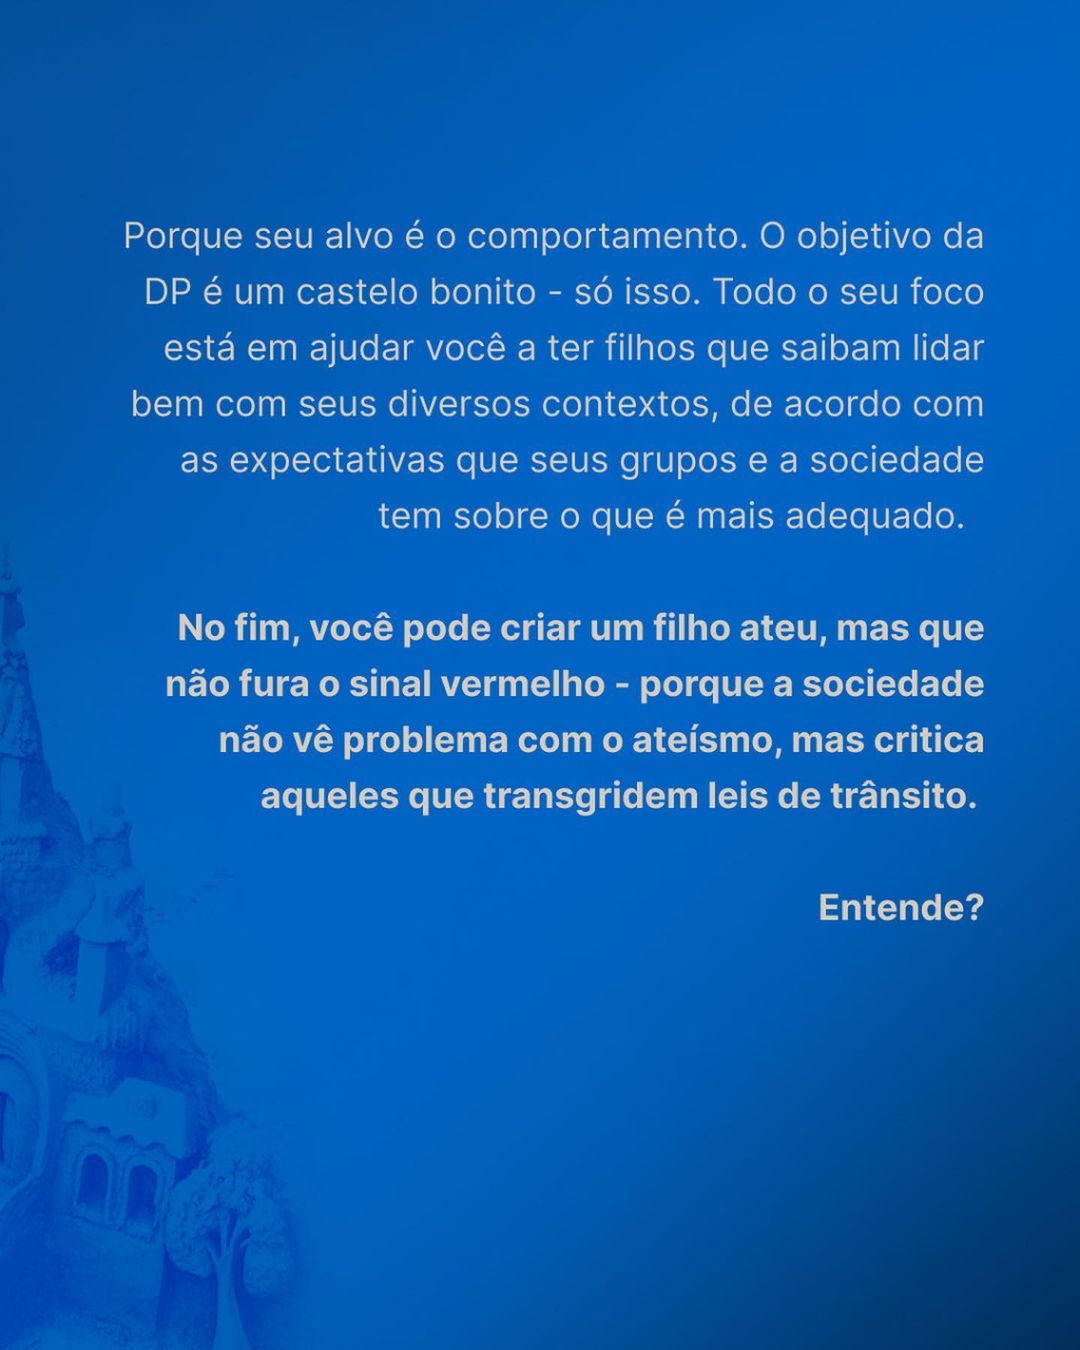 Porque seu alvo é o comportamento. O objetivo da
DP é um castelo bonito - só isso. Todo o seu foco
está em ajudar você a ter filhos que saibam lidar
bem com seus diversos contextos, de acordo com
as expectativas que seus grupos e a sociedade
tem sobre o que é mais adequado.
No fim, você pode criar um filho ateu, mas que
não fura o sinal vermelho - porque a sociedade
não vê problema com o ateísmo, mas critica
aqueles que transgridem leis de trânsito.
Entende?